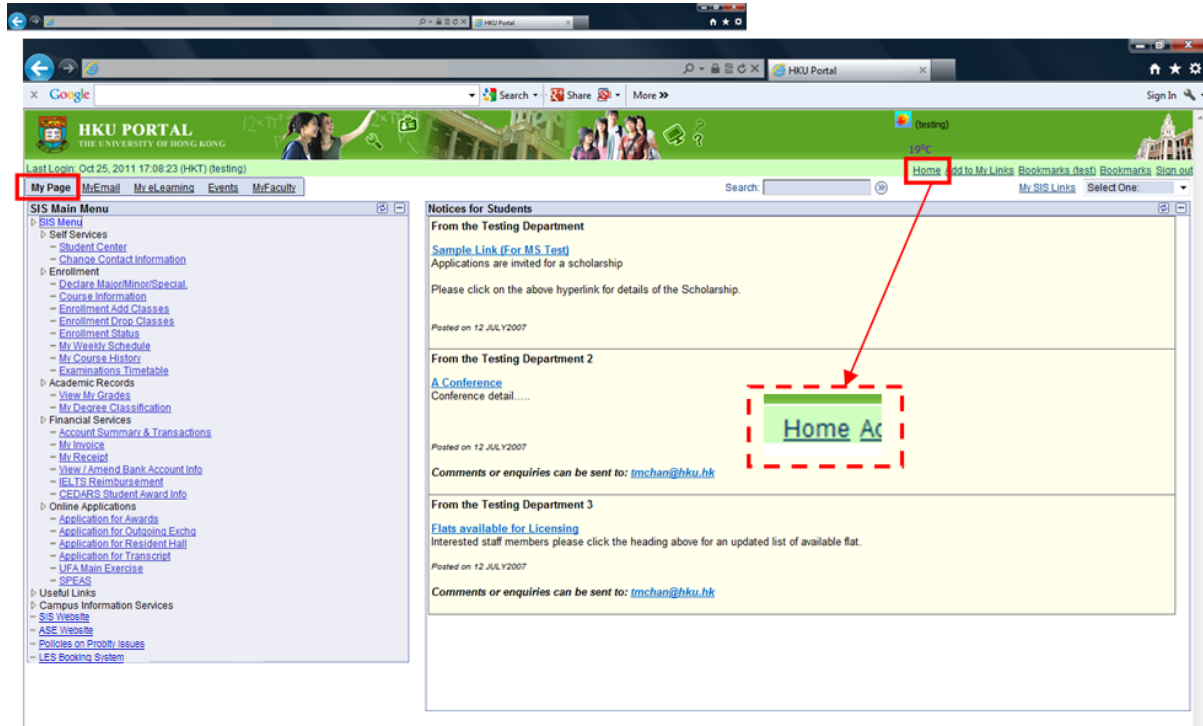 HKU Portal
HKU Portal
Google
Search
Share
More »
Sign In
HKU PORTAL
THE UNIVERSITY OF HONG KONG
(testing)
19°C
Last Login: Oct 25, 2011 17:08:23 (HKT) (testing)
Home Add to My Links Bookmarks (test) Bookmarks Sign out
My Page MyEmail My eLearning Events MyFaculty
Search:
My SIS Links Select One:
SIS Main Menu
SIS Menu
Self Services
– Student Center
– Change Contact Information
Enrollment
– Declare Major/Minor/Special.
– Course Information
– Enrollment Add Classes
– Enrollment Drop Classes
– Enrollment Status
– My Weekly Schedule
– My Course History
– Examinations Timetable
Academic Records
– View My Grades
– My Degree Classification
Financial Services
– Account Summary & Transactions
– My Invoice
– My Receipt
– View / Amend Bank Account Info
– IELTS Reimbursement
– CEDARS Student Award Info
Online Applications
– Application for Awards
– Application for Outgoing Exchg
– Application for Resident Hall
– Application for Transcript
– UFA Main Exercise
– SPEAS
Useful Links
Campus Information Services
– SIS Website
– ASE Website
– Policies on Probity Issues
– LES Booking System
Notices for Students
From the Testing Department
Sample Link (For MS Test)
Applications are invited for a scholarship
Please click on the above hyperlink for details of the Scholarship.
Posted on 12 JULY2007
From the Testing Department 2
A Conference
Conference detail.....
Home Ad
Posted on 12 JULY2007
Comments or enquiries can be sent to: tmchan@hku.hk
From the Testing Department 3
Flats available for Licensing
Interested staff members please click the heading above for an updated list of available flat.
Posted on 12 JULY2007
Comments or enquiries can be sent to: tmchan@hku.hk